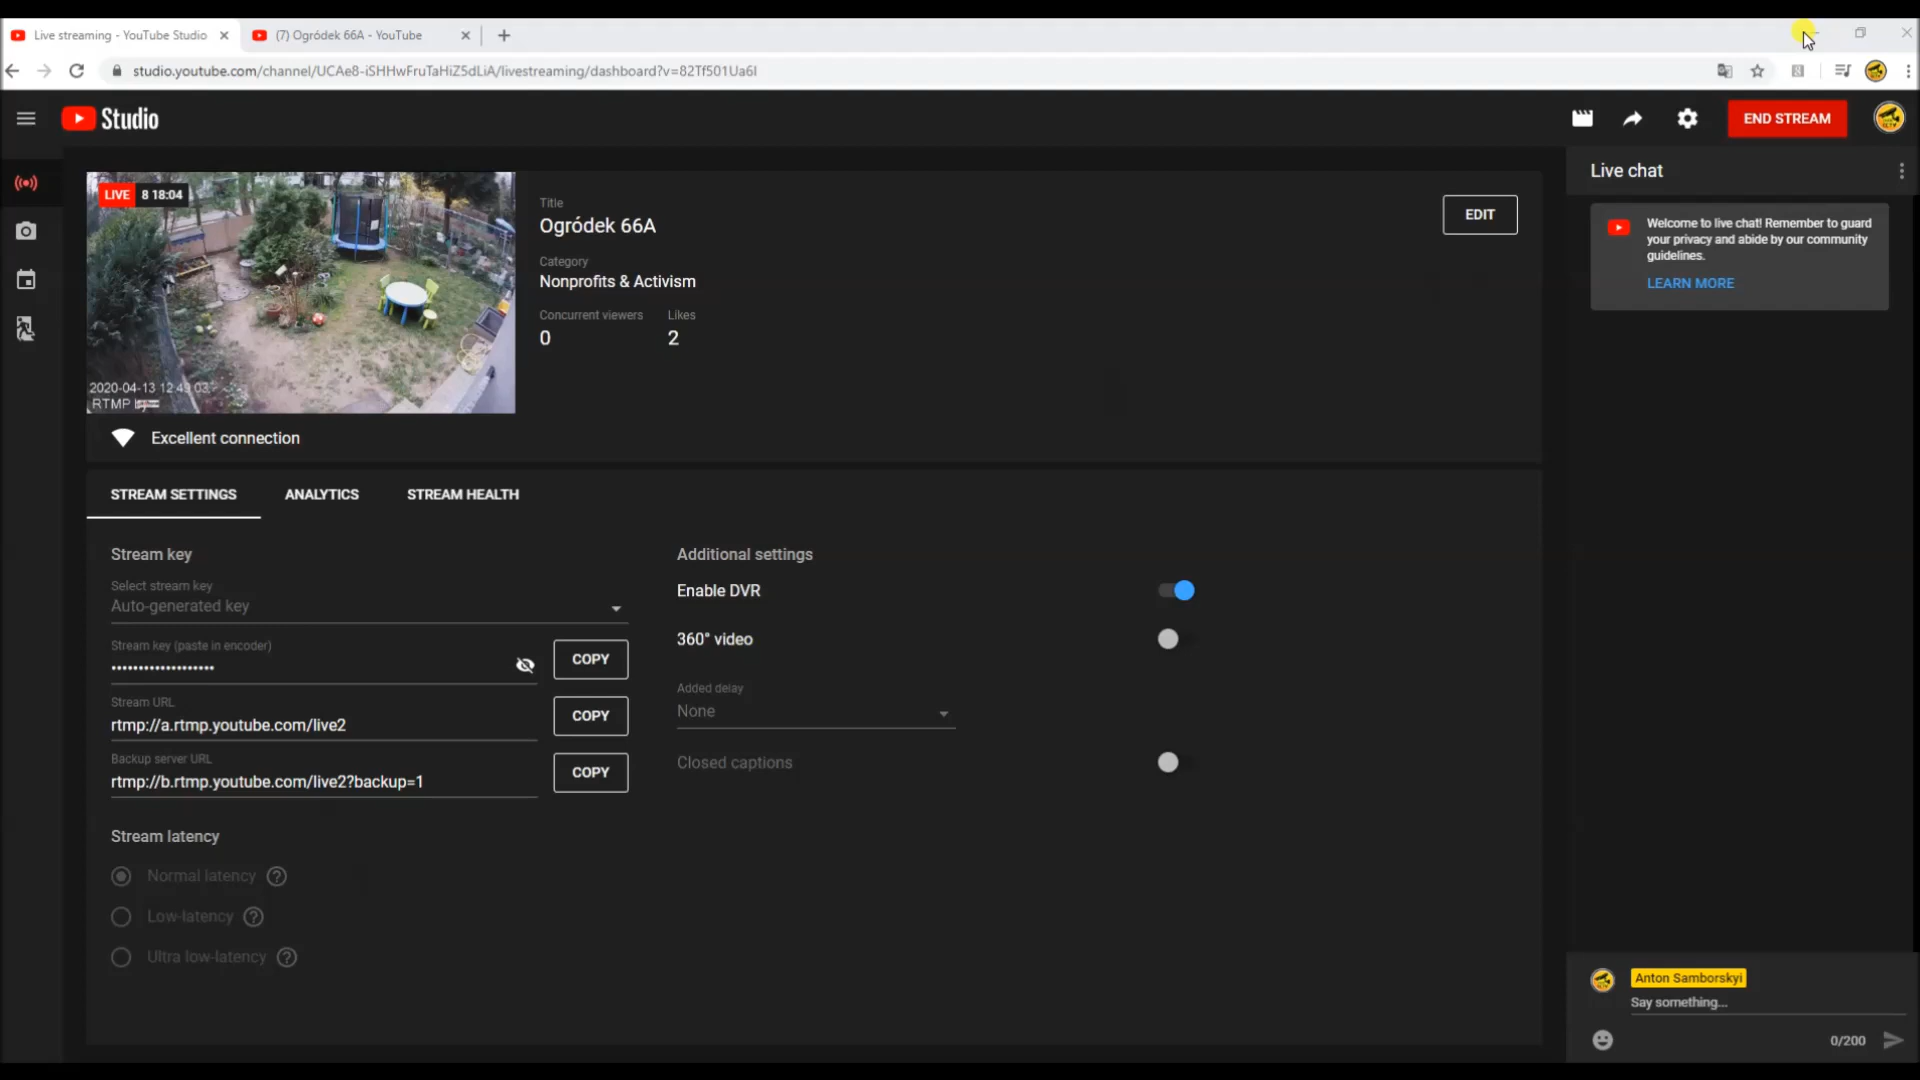 Live streaming - YouTube Studio
(7) Ogródek 66A - YouTube
studio.youtube.com/channel/UCAe8-iSHHwFruTaHiZ5dLiA/livestreaming/dashboard?v=82Tf501Ua6I
Studio
END STREAM
LIVE 8 18:04
2020-04-13 12:49:03
RTMP
Title
Ogródek 66A
Category
Nonprofits & Activism
Concurrent viewers
0
Likes
2
EDIT
Excellent connection
STREAM SETTINGS
ANALYTICS
STREAM HEALTH
Stream key
Select stream key
Auto-generated key
Stream key (paste in encoder)
•••••••••••••••••••
COPY
Stream URL
rtmp://a.rtmp.youtube.com/live2
COPY
Backup server URL
rtmp://b.rtmp.youtube.com/live2?backup=1
COPY
Stream latency
Normal latency
Low-latency
Ultra low-latency
Additional settings
Enable DVR
360° video
Added delay
None
Closed captions
Live chat
Welcome to live chat! Remember to guard
your privacy and abide by our community
guidelines.
LEARN MORE
Anton Samborskyi
Say something...
0/200